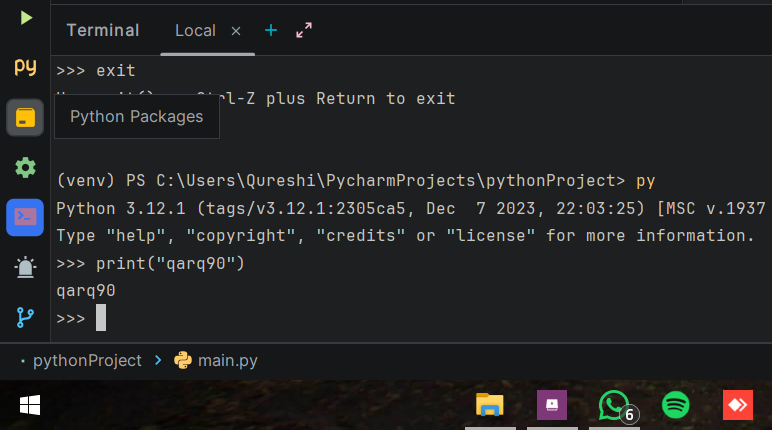 Terminal Local
>>> exit
Ctrl-Z plus Return to exit
Python Packages
(venv) PS C:\Users\Qureshi\PycharmProjects\pythonProject> py
Python 3.12.1 (tags/v3.12.1:2305ca5, Dec  7 2023, 22:03:25) [MSC v.1937
Type "help", "copyright", "credits" or "license" for more information.
>>> print("qarq90")
qarq90
>>>
pythonProject > main.py
6